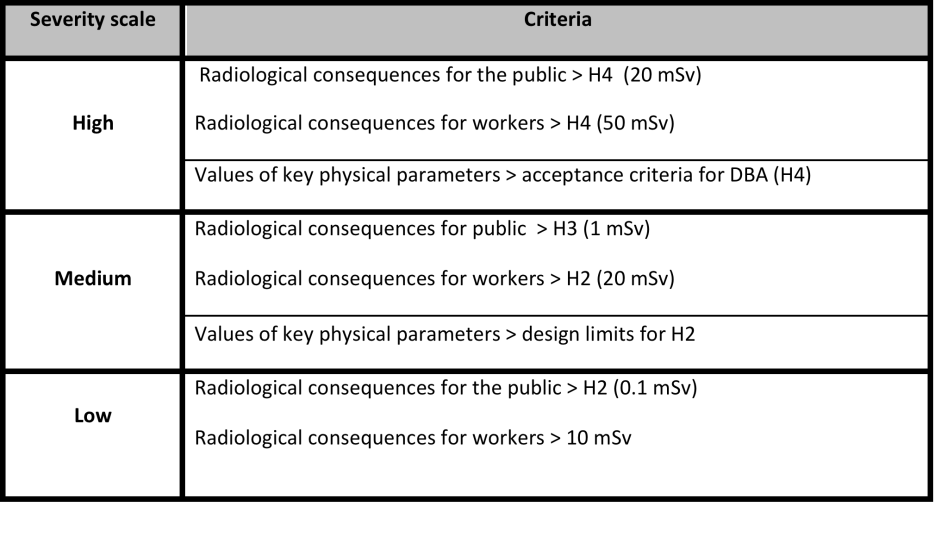 Severity scale
Criteria
High
Radiological consequences for the public > H4 (20 mSv)
Radiological consequences for workers > H4 (50 mSv)
Values of key physical parameters > acceptance criteria for DBA (H4)
Medium
Radiological consequences for public > H3 (1 mSv)
Radiological consequences for workers > H2 (20 mSv)
Values of key physical parameters > design limits for H2
Low
Radiological consequences for the public > H2 (0.1 mSv)
Radiological consequences for workers > 10 mSv